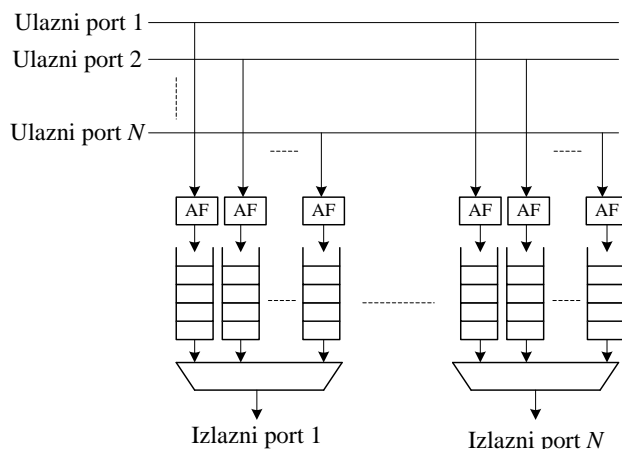 Ulazni port 1
Ulazni port 2
Ulazni port N
AF AF AF AF AF AF
Izlazni port 1
Izlazni port N